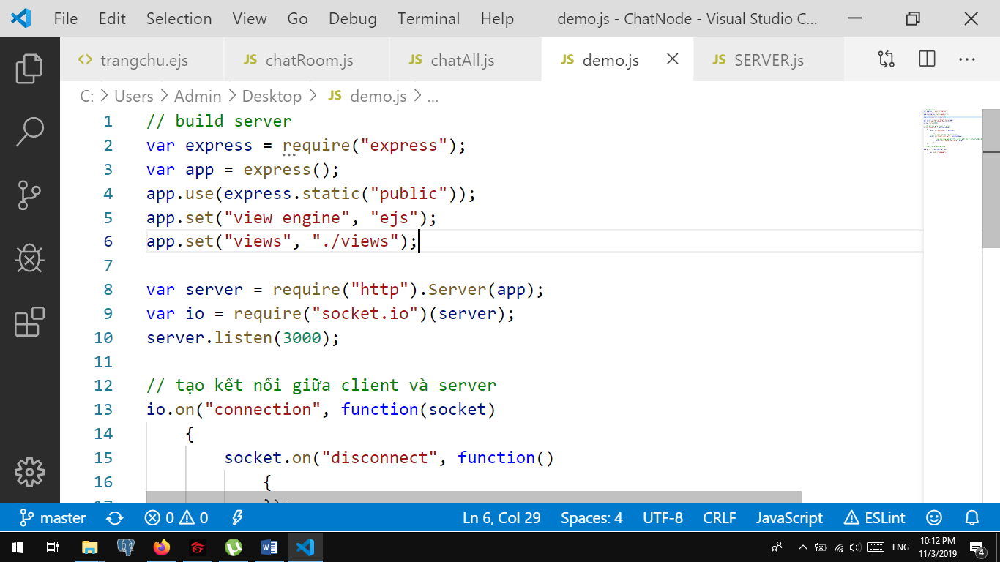 File Edit Selection View Go Debug Terminal Help demo.js - ChatNode - Visual Studio C...
trangchu.ejs JS chatRoom.js JS chatAll.js JS demo.js JS SERVER.js
C: > Users > Admin > Desktop > JS demo.js > ...
1 // build server
2 var express = require("express");
3 var app = express();
4 app.use(express.static("public"));
5 app.set("view engine", "ejs");
6 app.set("views", "./views");
7
8 var server = require("http").Server(app);
9 var io = require("socket.io")(server);
10 server.listen(3000);
11
12 // tạo kết nối giữa client và server
13 io.on("connection", function(socket)
14 {
15 socket.on("disconnect", function()
16 {
17 });
master 0 0 Ln 6, Col 29 Spaces: 4 UTF-8 CRLF JavaScript ESLint
ENG 10:12 PM
11/3/2019 4